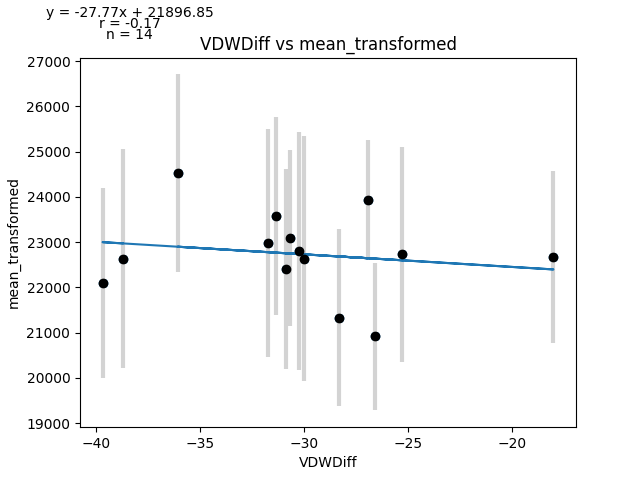 y = -27.77x + 21896.85
r = -0.17
n = 14
VDWDiff vs mean_transformed
27000
26000
25000
24000
23000
22000
21000
20000
19000
mean_transformed
−40
−35
−30
−25
−20
VDWDiff